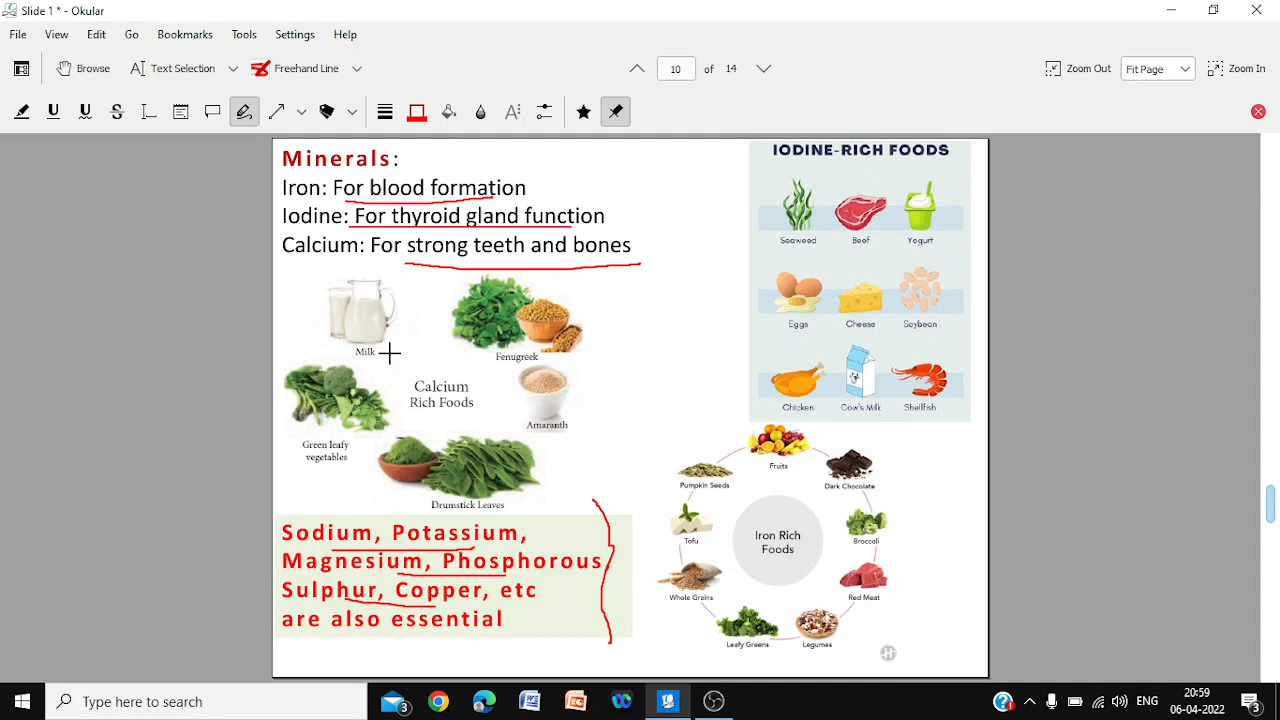 Slide 1 * - Okular
File View Edit Go Bookmarks Tools Settings Help
Browse Text Selection Freehand Line 10 of 14 Zoom Out Fit Page Zoom In
Minerals:
Iron: For blood formation
Iodine: For thyroid gland function
Calcium: For strong teeth and bones
Milk
Fenugreek
Calcium
Rich Foods
Amaranth
Green leafy
vegetables
Drumstick Leaves
Sodium, Potassium,
Magnesium, Phosphorous,
Sulphur, Copper, etc
are also essential
IODINE-RICH FOODS
Seaweed Beef Yogurt
Eggs Cheese Soybean
Chicken Cow's Milk Shellfish
Fruits
Pumpkin Seeds
Dark Chocolate
Tofu
Iron Rich
Foods
Broccoli
Whole Grains
Red Meat
Leafy Greens
Legumes
H
Type here to search
3
ENG
20:59
06-04-2022
3